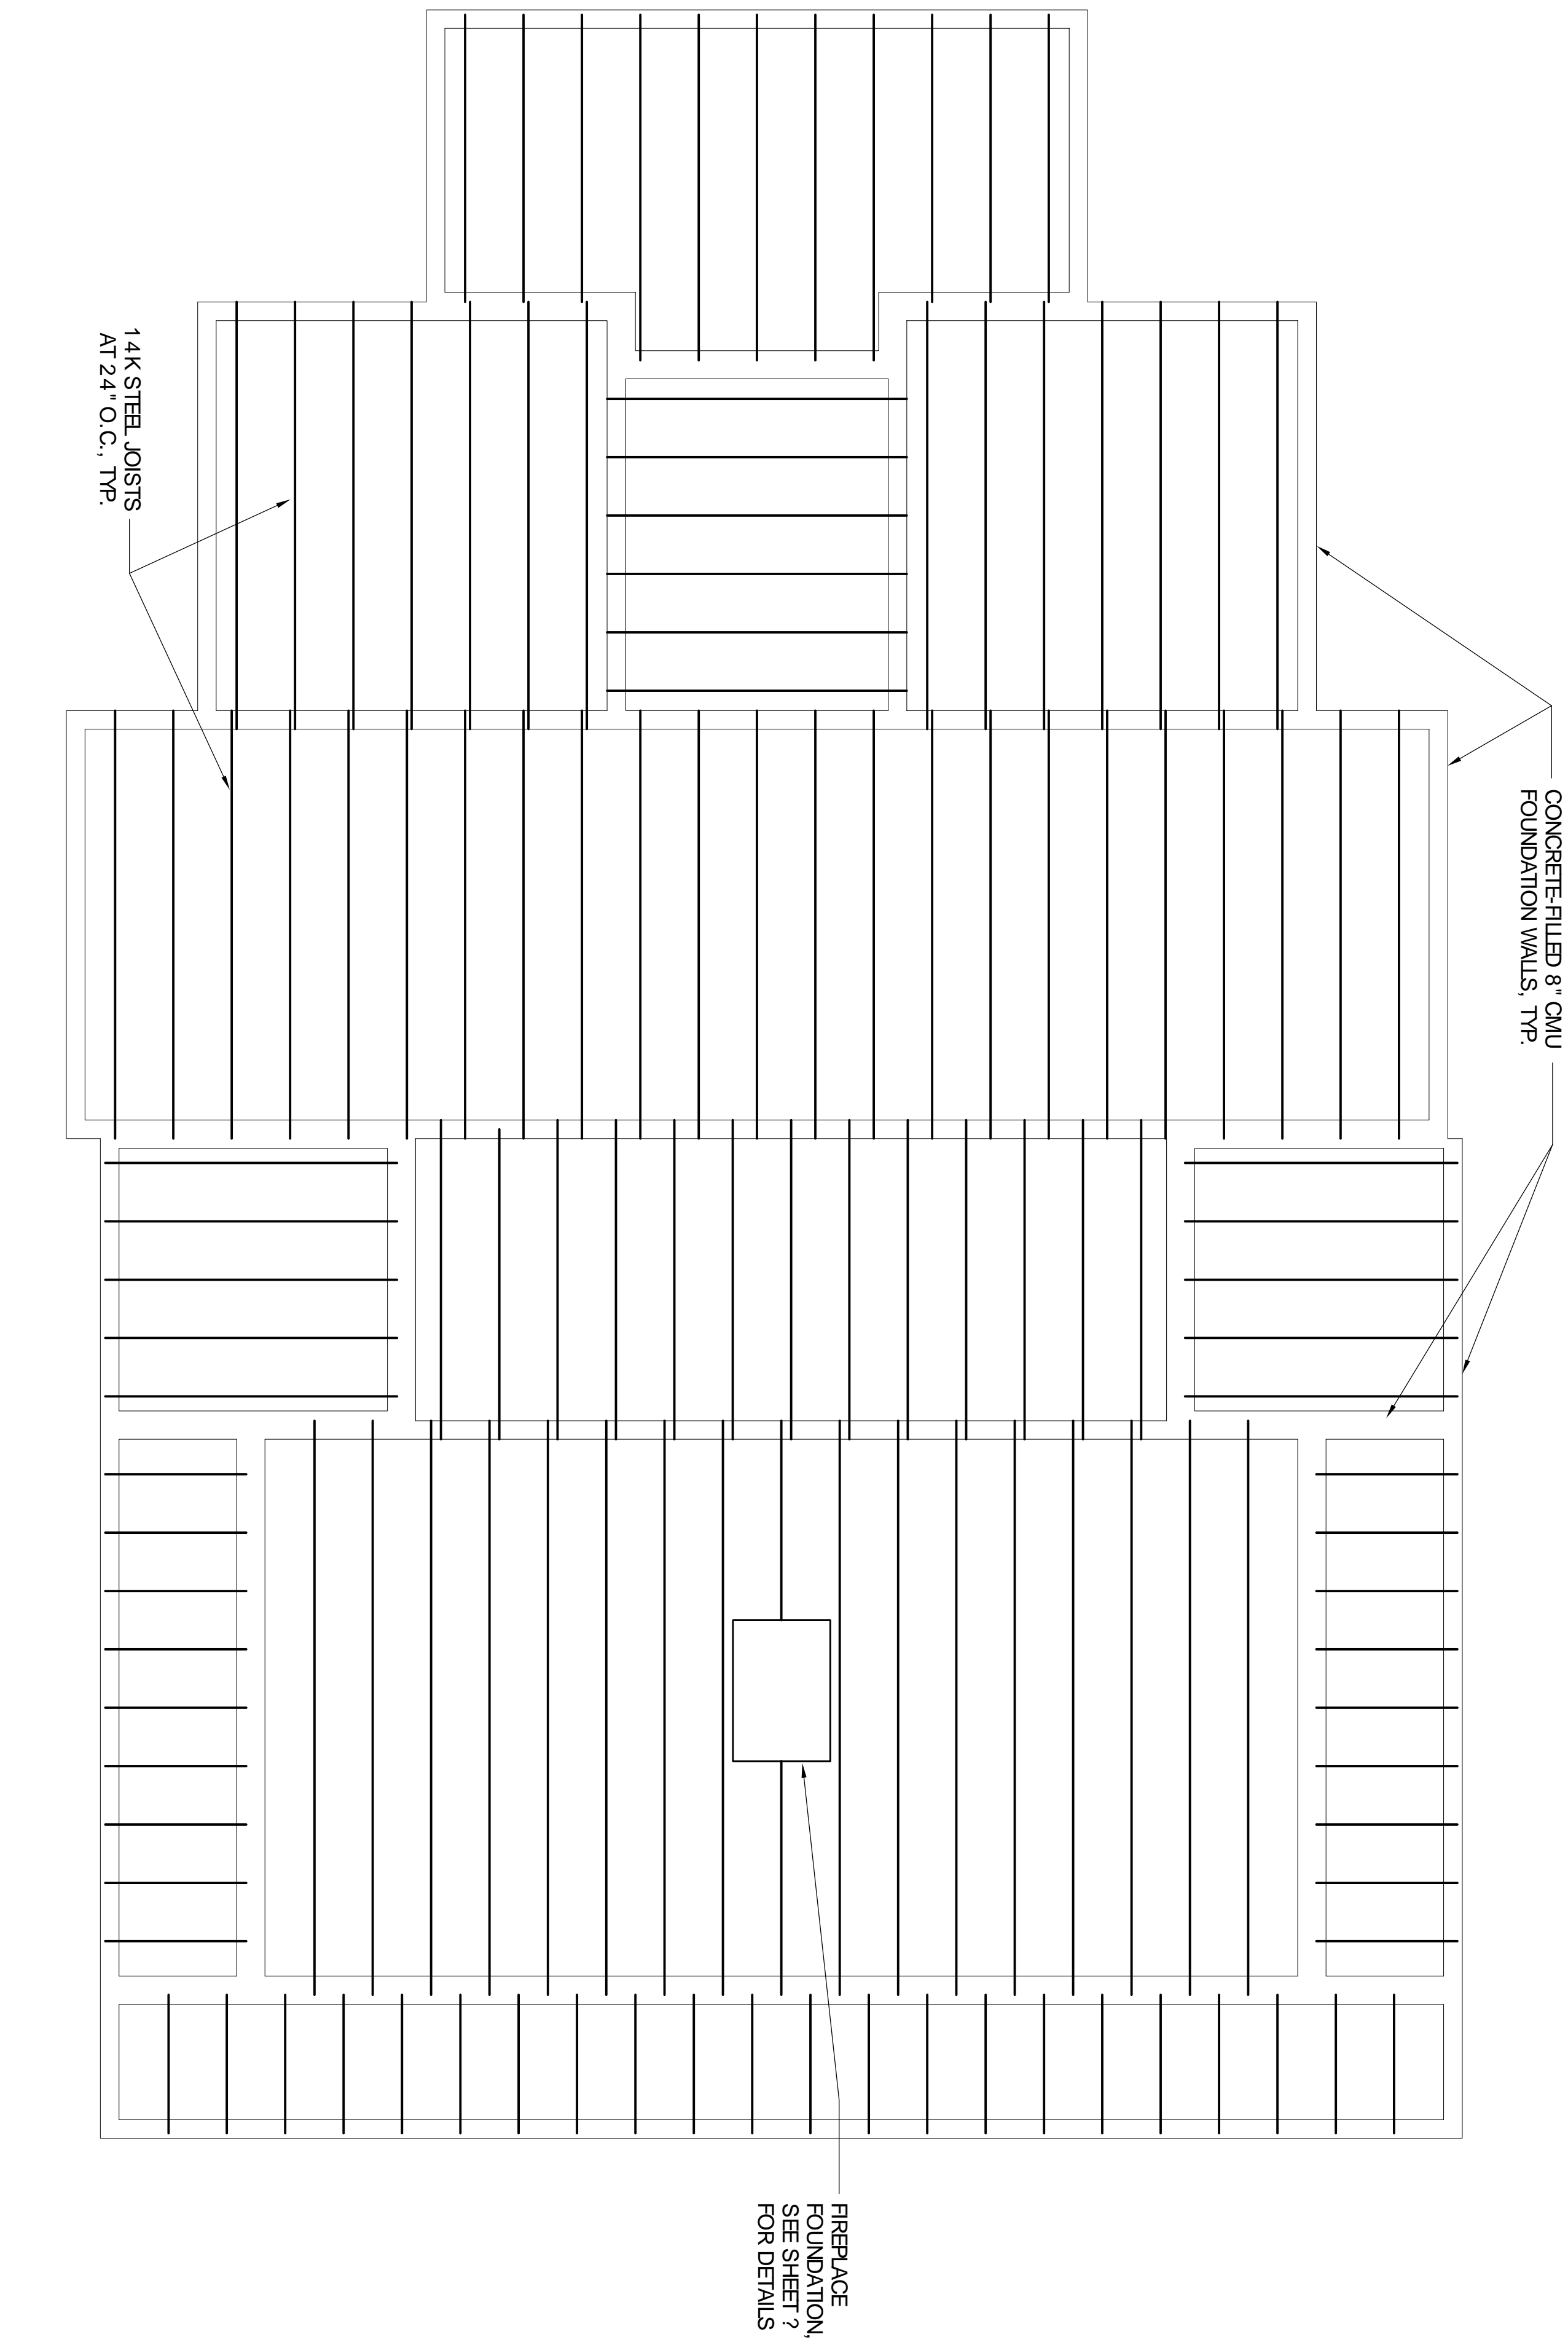 14K STEEL JOISTS
AT 24" O.C., TYP.
CONCRETE-FILLED 8" CMU
FOUNDATION WALLS, TYP.
FIREPLACE
FOUNDATION,
SEE SHEET ?
FOR DETAILS